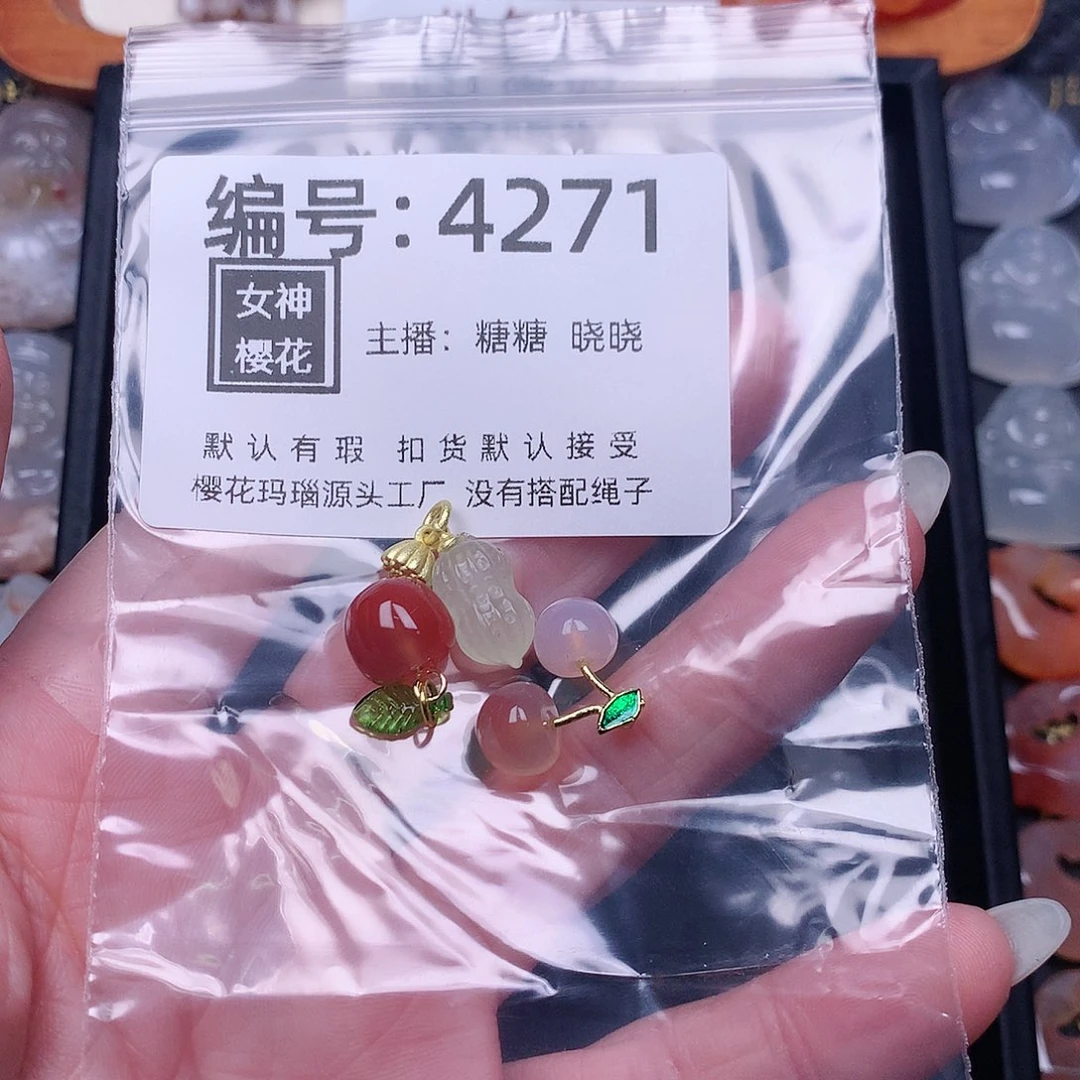 编号：4271
女神
樱花
主播：糖糖 晓晓
默认有瑕 扣货默认接受
樱花玛瑙源头工厂 没有搭配绳子